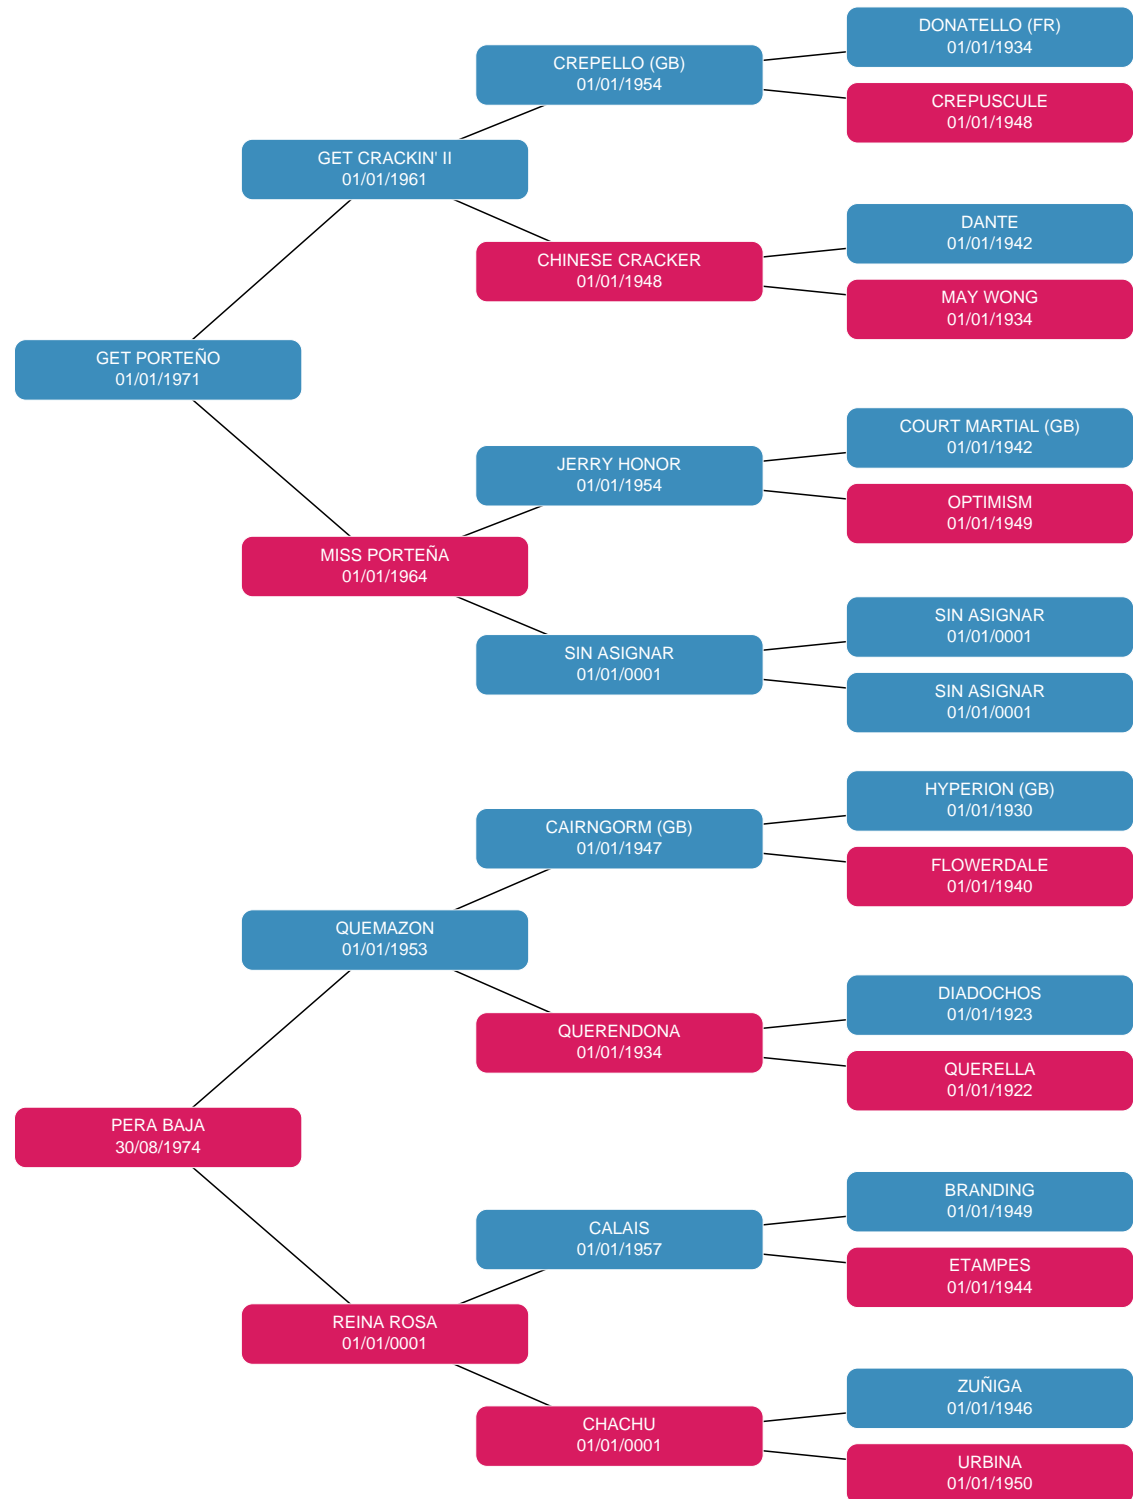 DONATELLO (FR)
01/01/1934
CREPELLO (GB)
01/01/1954
CREPUSCULE
01/01/1948
GET CRACKIN' II
01/01/1961
DANTE
01/01/1942
CHINESE CRACKER
01/01/1948
MAY WONG
01/01/1934
GET PORTEÑO
01/01/1971
COURT MARTIAL (GB)
01/01/1942
JERRY HONOR
01/01/1954
OPTIMISM
01/01/1949
MISS PORTEÑA
01/01/1964
SIN ASIGNAR
01/01/0001
SIN ASIGNAR
01/01/0001
SIN ASIGNAR
01/01/0001
HYPERION (GB)
01/01/1930
CAIRNGORM (GB)
01/01/1947
FLOWERDALE
01/01/1940
QUEMAZON
01/01/1953
DIADOCHOS
01/01/1923
QUERENDONA
01/01/1934
QUERELLA
01/01/1922
PERA BAJA
30/08/1974
BRANDING
01/01/1949
CALAIS
01/01/1957
ETAMPES
01/01/1944
REINA ROSA
01/01/0001
ZUÑIGA
01/01/1946
CHACHU
01/01/0001
URBINA
01/01/1950